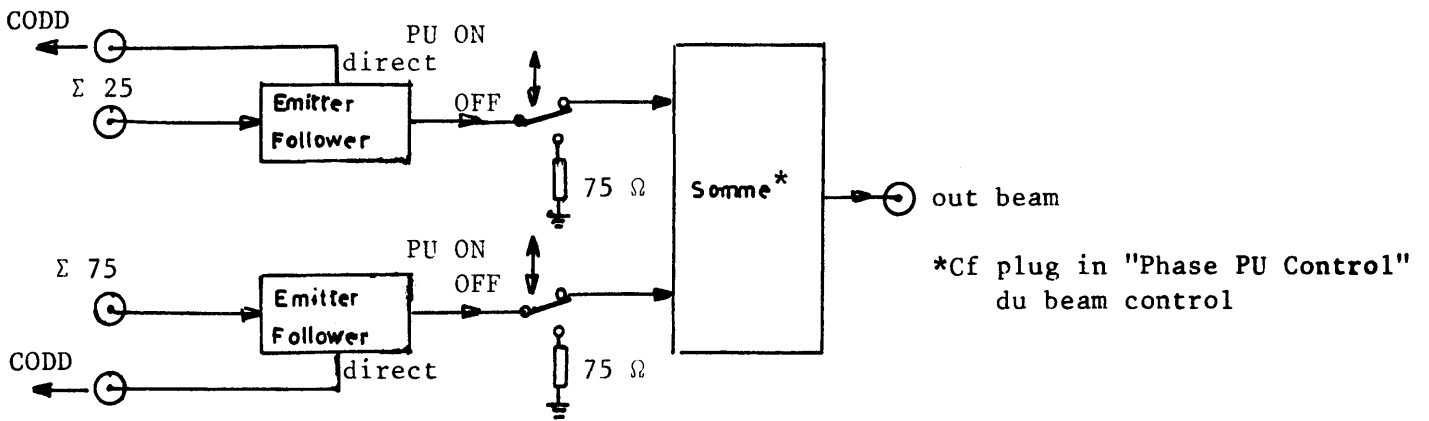 CODD
PU ON
direct
Σ 25
Emitter
Follower
OFF
75 Ω
Somme*
out beam
PU ON
OFF
Σ 75
Emitter
Follower
*Cf plug in "Phase PU Control"
du beam control
CODD
direct
75 Ω